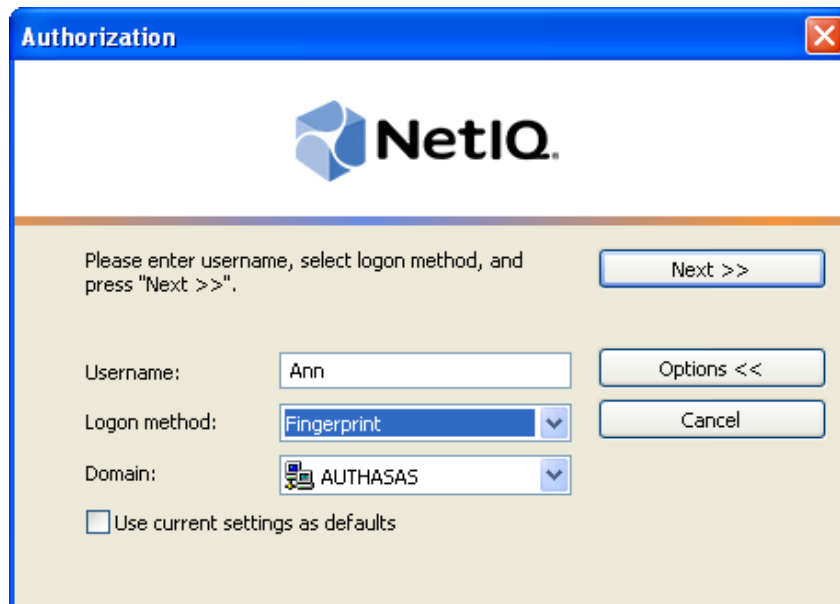 Authorization
NetIQ.
Please enter username, select logon method, and
press "Next >>".
Next >>
Username:
Ann
Options <<
Logon method:
Fingerprint
Cancel
Domain:
AUTHASAS
Use current settings as defaults